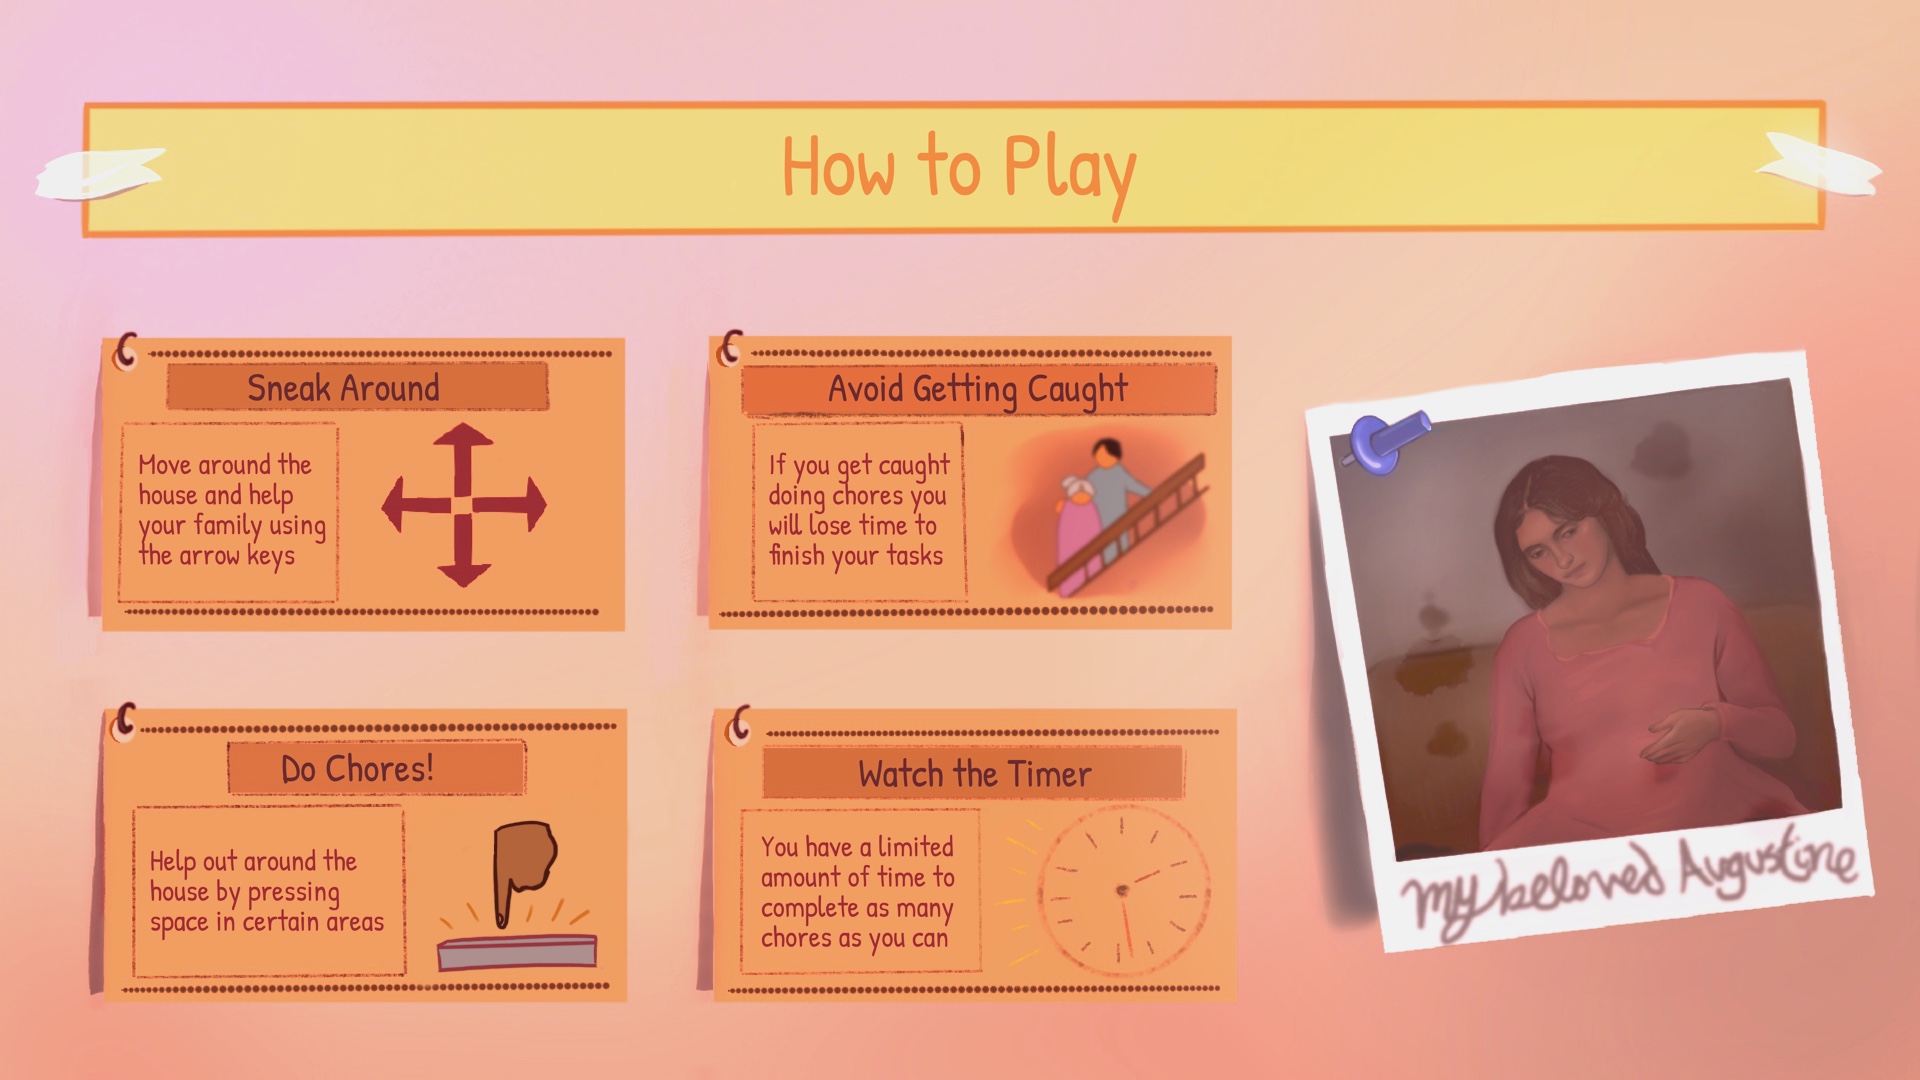 How to Play
Sneak Around
Move around the
house and help
your family using
the arrow keys
Avoid Getting Caught
If you get caught
doing chores you
will lose time to
finish your tasks
Do Chores!
Help out around the
house by pressing
space in certain areas
Watch the Timer
You have a limited
amount of time to
complete as many
chores as you can
my beloved Augustine